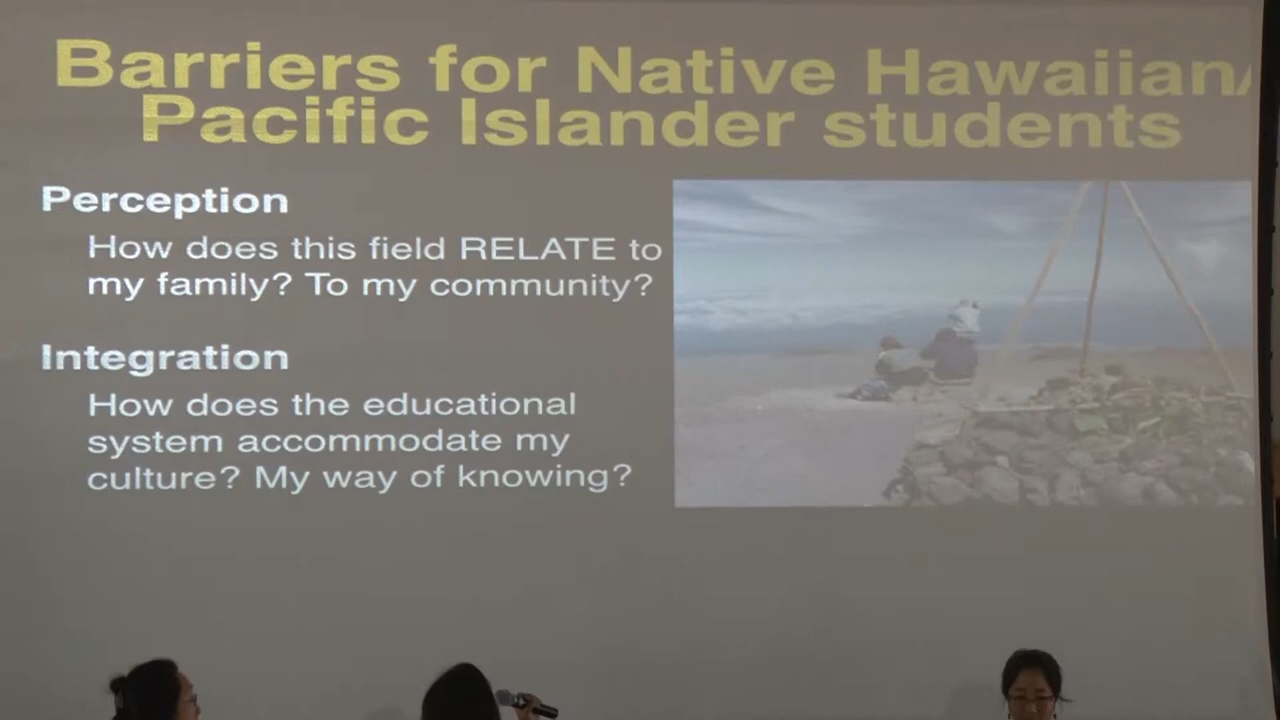 Barriers for Native Hawaiian/
Pacific Islander students
Perception
How does this field RELATE to
my family? To my community?
Integration
How does the educational
system accommodate my
culture? My way of knowing?